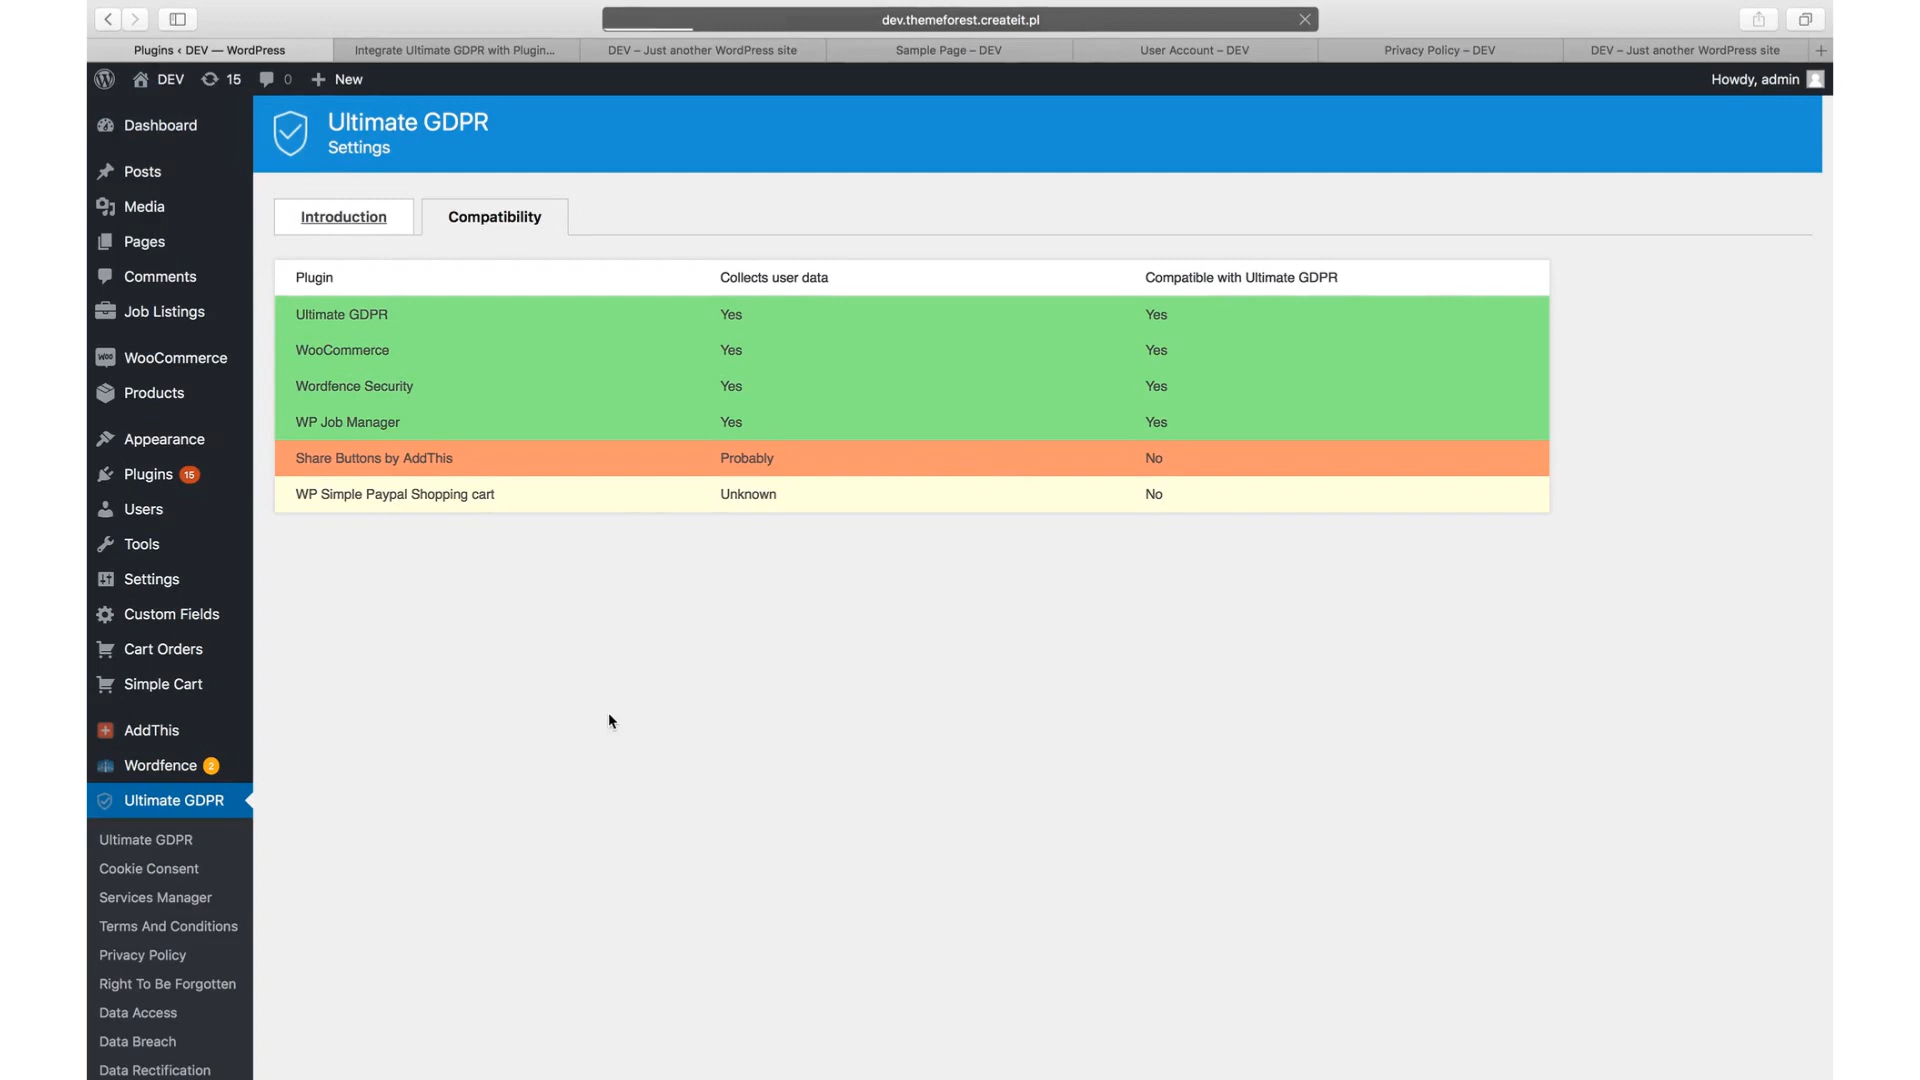 dev.themeforest.createit.pl
Plugins ‹ DEV — WordPress
Integrate Ultimate GDPR with Plugin...
DEV – Just another WordPress site
Sample Page – DEV
User Account – DEV
Privacy Policy – DEV
DEV – Just another WordPress site
DEV
15
0
New
Howdy, admin
Dashboard
Posts
Media
Pages
Comments
Job Listings
WooCommerce
Products
Appearance
Plugins 15
Users
Tools
Settings
Custom Fields
Cart Orders
Simple Cart
AddThis
Wordfence 2
Ultimate GDPR
Ultimate GDPR
Cookie Consent
Services Manager
Terms And Conditions
Privacy Policy
Right To Be Forgotten
Data Access
Data Breach
Data Rectification
Ultimate GDPR
Settings
Introduction
Compatibility
Plugin Collects user data Compatible with Ultimate GDPR
Ultimate GDPR Yes Yes
WooCommerce Yes Yes
Wordfence Security Yes Yes
WP Job Manager Yes Yes
Share Buttons by AddThis Probably No
WP Simple Paypal Shopping cart Unknown No